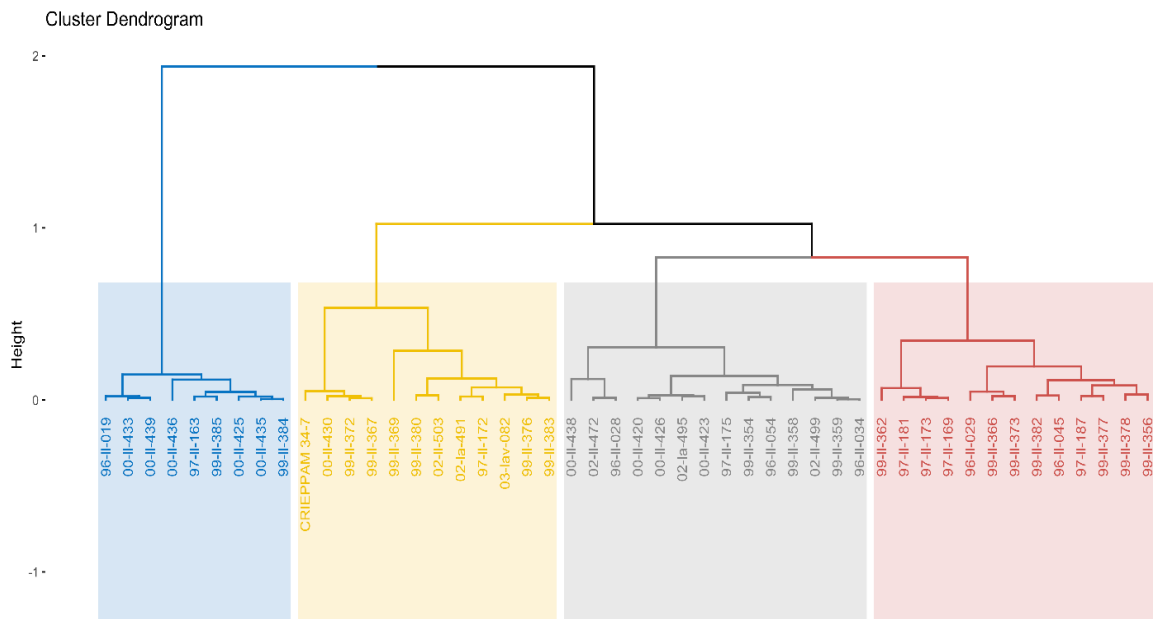 Cluster Dendrogram
2
1
0
-1
Height
96-II-019
00-II-433
00-II-439
00-II-436
97-II-163
99-II-385
00-II-425
00-II-435
99-II-384
CRIEPPAM 34-7
00-II-430
99-II-372
99-II-367
99-II-369
99-II-380
02-II-503
02-Ia-491
97-II-172
03-lav-082
99-II-376
99-II-383
00-II-438
02-II-472
96-II-028
00-II-420
00-II-426
02-Ia-495
00-II-423
97-II-175
99-II-354
96-II-054
99-II-358
02-II-499
99-II-359
96-II-034
99-II-362
97-II-181
97-II-173
97-II-169
96-II-029
99-II-366
99-II-373
99-II-382
96-II-045
97-II-187
99-II-377
99-II-378
99-II-356